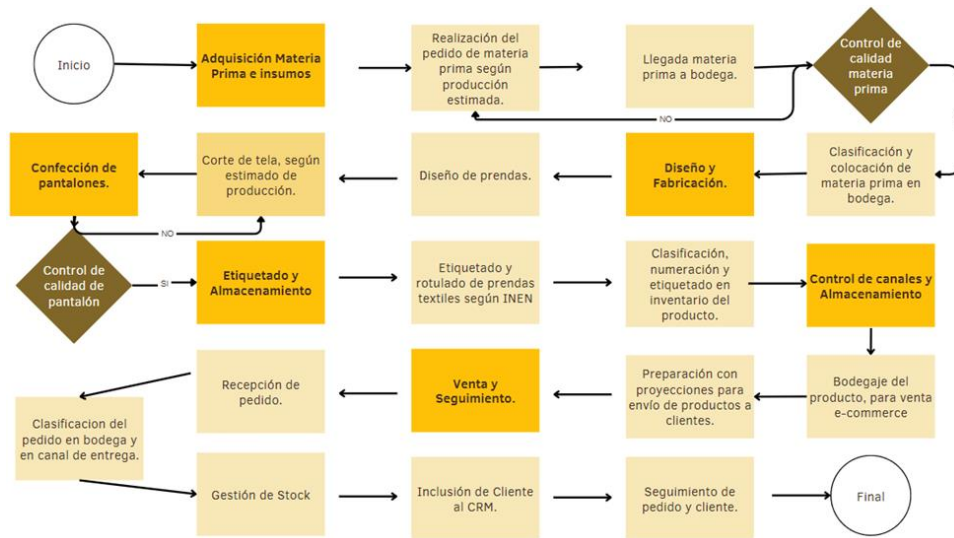 Inicio
Adquisición Materia
Prima e insumos
Realización del
pedido de materia
prima según
producción
estimada.
Llegada materia
prima a bodega.
Control de
calidad
materia
prima
NO
Confección de
pantalones.
Corte de tela, según
estimado de
producción.
Diseño de prendas.
Diseño y
Fabricación.
Clasificación y
colocación de
materia prima en
bodega.
NO
Control de
calidad de
pantalón
SI
Etiquetado y
Almacenamiento
Etiquetado y
rotulado de prendas
textiles según INEN
Clasificación,
numeración y
etiquetado en
inventario del
producto.
Control de canales y
Almacenamiento
Recepción de
pedido.
Venta y
Seguimiento.
Preparación con
proyecciones para
envío de productos a
clientes.
Bodegaje del
producto, para venta
e-commerce
Clasificacion del
pedido en bodega y
en canal de entrega.
Gestión de Stock
Inclusión de Cliente
al CRM.
Seguimiento de
pedido y cliente.
Final